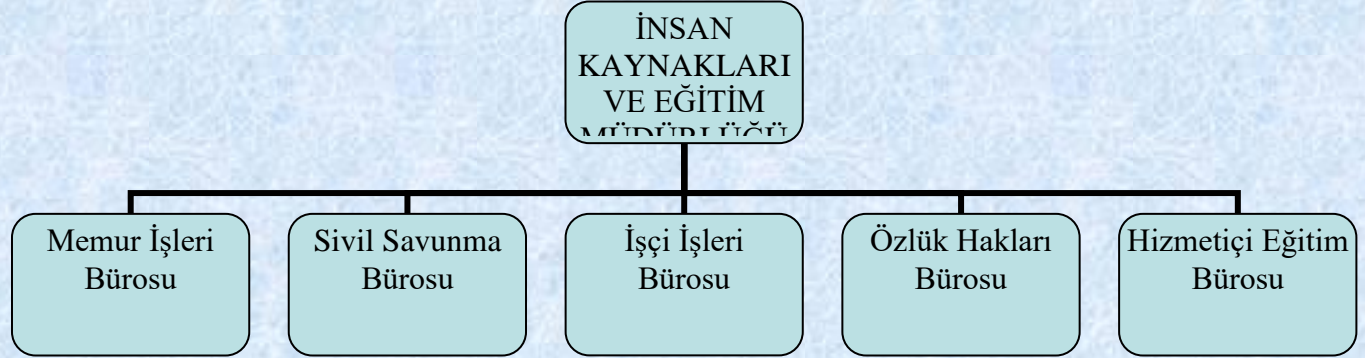 İNSAN
KAYNAKLARI
VE EĞİTİM
MÜDÜRLÜĞÜ
Memur İşleri
Bürosu
Sivil Savunma
Bürosu
İşçi İşleri
Bürosu
Özlük Hakları
Bürosu
Hizmetiçi Eğitim
Bürosu